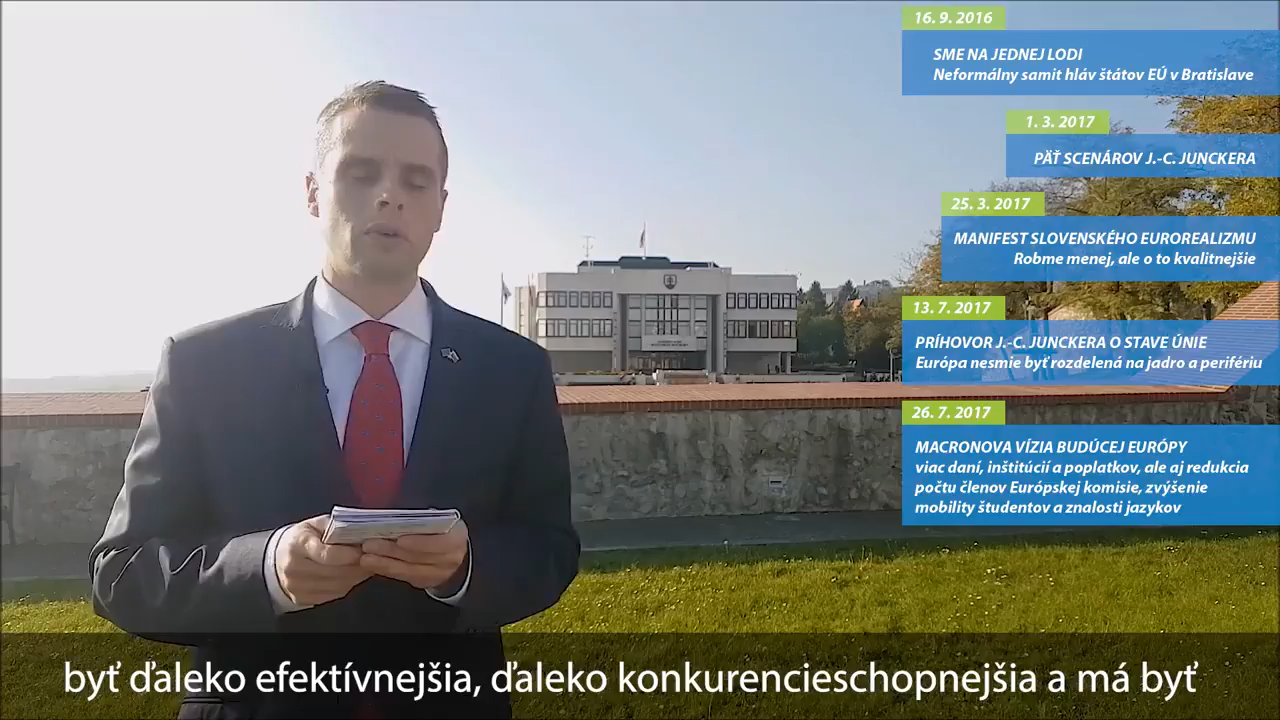 16. 9. 2016
SME NA JEDNEJ LODI
Neformálny samit hláv štátov EÚ v Bratislave
1. 3. 2017
PÄŤ SCENÁROV J.-C. JUNCKERA
25. 3. 2017
MANIFEST SLOVENSKÉHO EUROREALIZMU
Robme menej, ale o to kvalitnejšie
13. 7. 2017
PRÍHOVOR J.-C. JUNCKERA O STAVE ÚNIE
Európa nesmie byť rozdelená na jadro a perifériu
26. 7. 2017
MACRONOVA VÍZIA BUDÚCEJ EURÓPY
viac daní, inštitúcií a poplatkov, ale aj redukcia
počtu členov Európskej komisie, zvýšenie
mobility študentov a znalosti jazykov
byť ďaleko efektívnejšia, ďaleko konkurencieschopnejšia a má byť